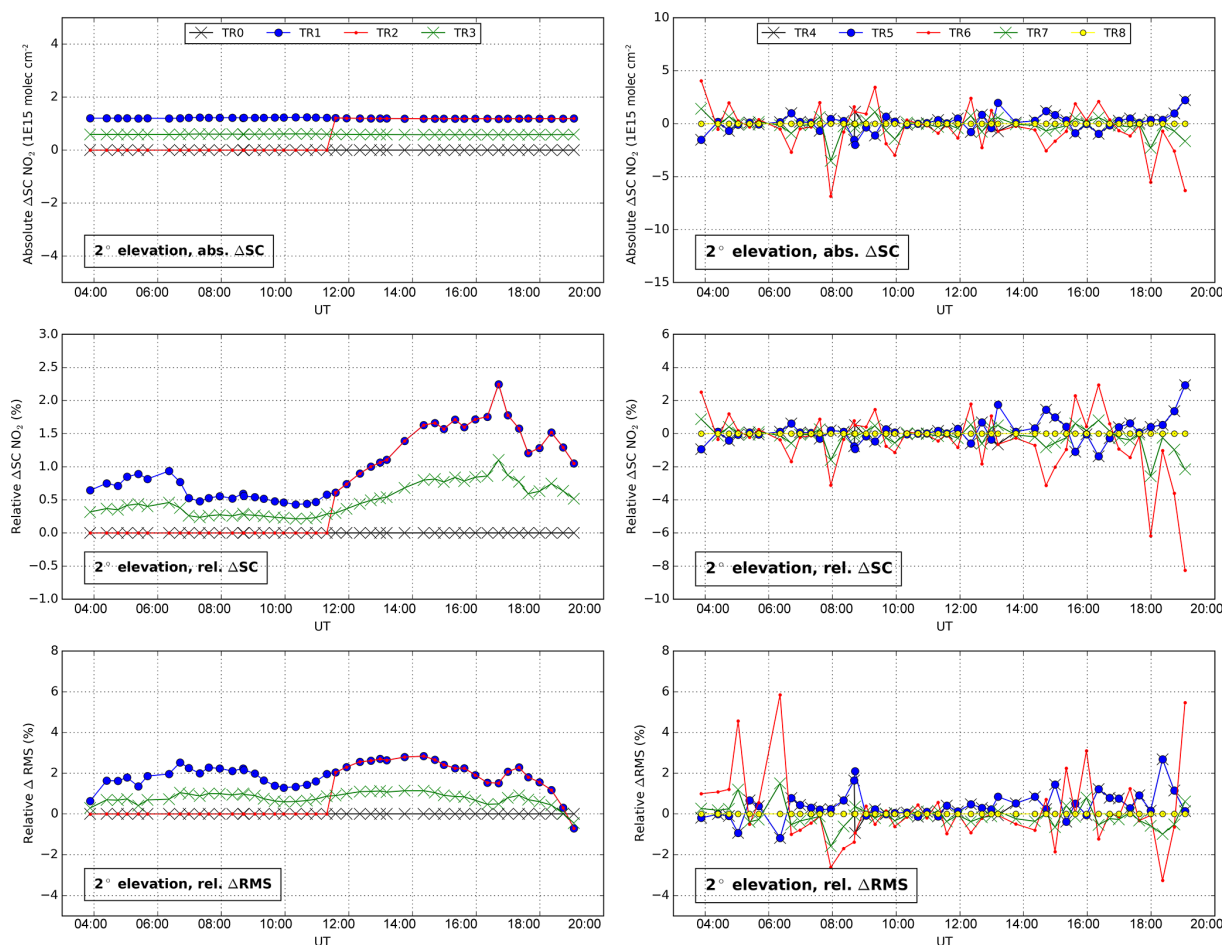 TR0 TR1 TR2 TR3
Absolute ΔSC NO₂ (1E15 molec cm⁻²)
4
2
0
−2
−4
2° elevation, abs. ΔSC
04:00 06:00 08:00 10:00 12:00 14:00 16:00 18:00 20:00
UT
TR4 TR5 TR6 TR7 TR8
Absolute ΔSC NO₂ (1E15 molec cm⁻²)
10
5
0
−5
−10
−15
2° elevation, abs. ΔSC
04:00 06:00 08:00 10:00 12:00 14:00 16:00 18:00 20:00
UT
Relative ΔSC NO₂ (%)
3.0
2.5
2.0
1.5
1.0
0.5
0.0
−0.5
−1.0
2° elevation, rel. ΔSC
04:00 06:00 08:00 10:00 12:00 14:00 16:00 18:00 20:00
UT
Relative ΔSC NO₂ (%)
6
4
2
0
−2
−4
−6
−8
−10
2° elevation, rel. ΔSC
04:00 06:00 08:00 10:00 12:00 14:00 16:00 18:00 20:00
UT
Relative Δ RMS (%)
8
6
4
2
0
−2
−4
2° elevation, rel. ΔRMS
04:00 06:00 08:00 10:00 12:00 14:00 16:00 18:00 20:00
UT
Relative ΔRMS (%)
8
6
4
2
0
−2
−4
2° elevation, rel. ΔRMS
04:00 06:00 08:00 10:00 12:00 14:00 16:00 18:00 20:00
UT